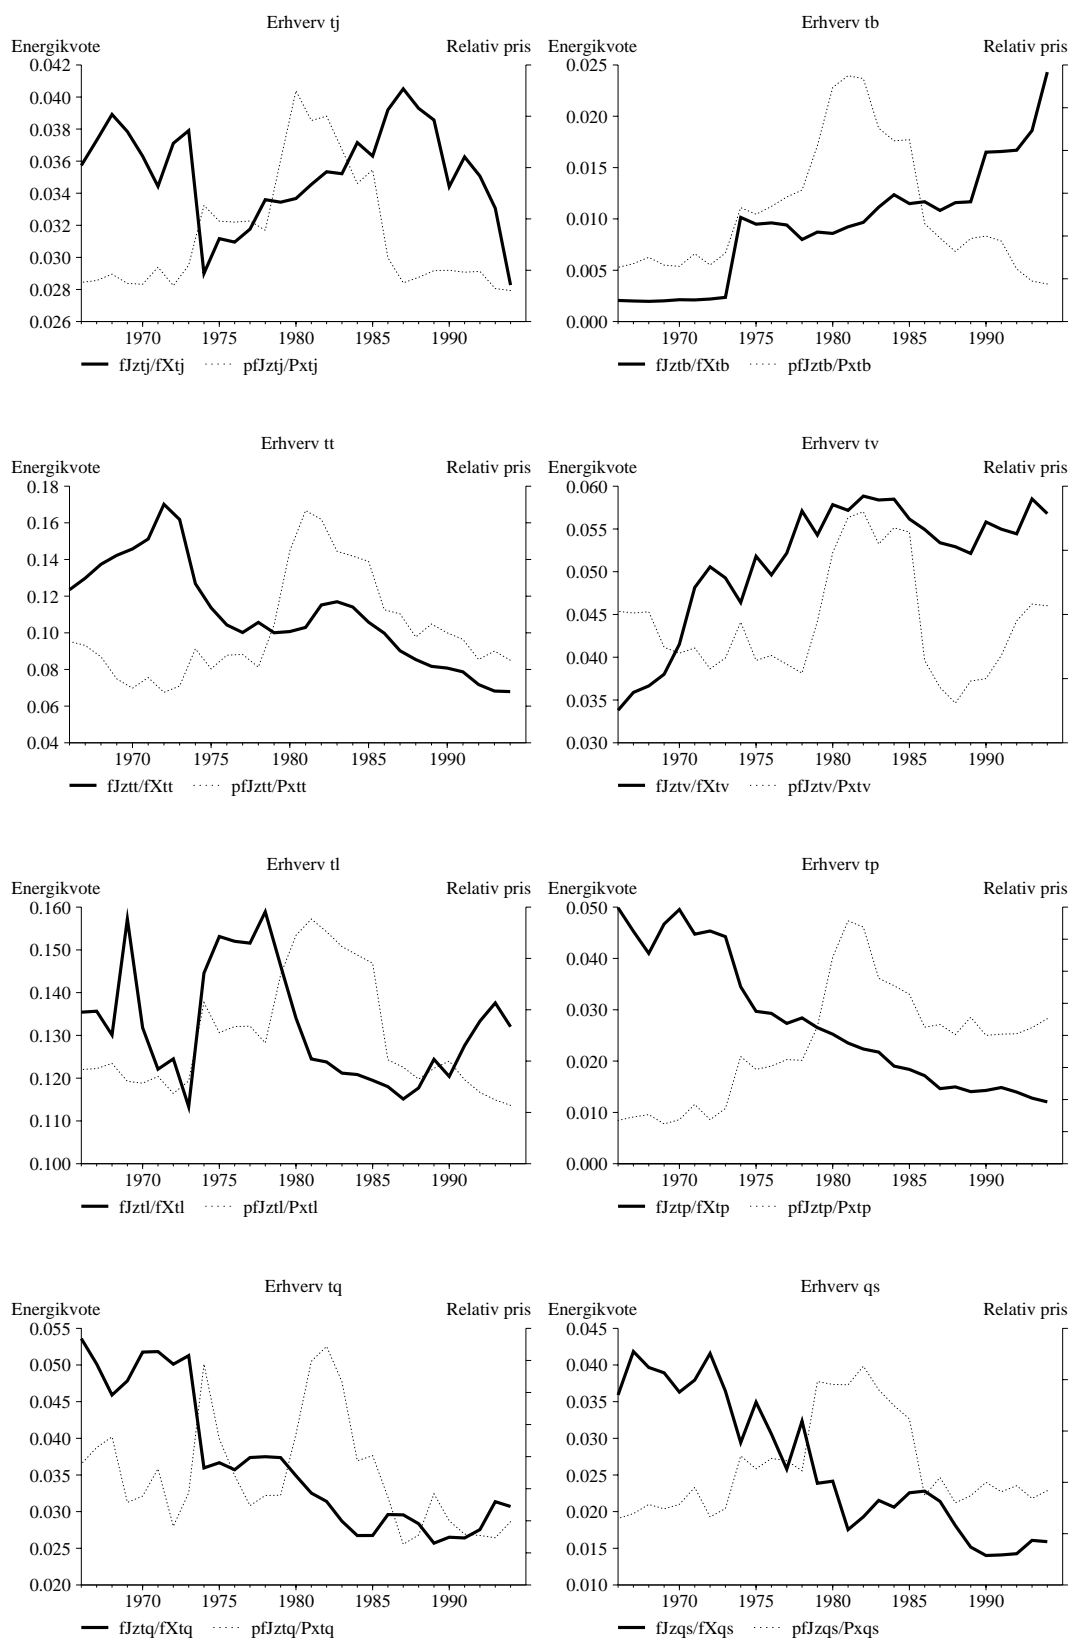 Erhverv tj
Energikvote Relativ pris
0.042
0.040
0.038
0.036
0.034
0.032
0.030
0.028
0.026
1970 1975 1980 1985 1990
fJztj/fXtj pfJztj/Pxtj
Erhverv tb
Energikvote Relativ pris
0.025
0.020
0.015
0.010
0.005
0.000
1970 1975 1980 1985 1990
fJztb/fXtb pfJztb/Pxtb
Erhverv tt
Energikvote Relativ pris
0.18
0.16
0.14
0.12
0.10
0.08
0.06
0.04
1970 1975 1980 1985 1990
fJztt/fXtt pfJztt/Pxtt
Erhverv tv
Energikvote Relativ pris
0.060
0.055
0.050
0.045
0.040
0.035
0.030
1970 1975 1980 1985 1990
fJztv/fXtv pfJztv/Pxtv
Erhverv tl
Energikvote Relativ pris
0.160
0.150
0.140
0.130
0.120
0.110
0.100
1970 1975 1980 1985 1990
fJztl/fXtl pfJztl/Pxtl
Erhverv tp
Energikvote Relativ pris
0.050
0.040
0.030
0.020
0.010
0.000
1970 1975 1980 1985 1990
fJztp/fXtp pfJztp/Pxtp
Erhverv tq
Energikvote Relativ pris
0.055
0.050
0.045
0.040
0.035
0.030
0.025
0.020
1970 1975 1980 1985 1990
fJztq/fXtq pfJztq/Pxtq
Erhverv qs
Energikvote Relativ pris
0.045
0.040
0.035
0.030
0.025
0.020
0.015
0.010
1970 1975 1980 1985 1990
fJzqs/fXqs pfJzqs/Pxqs